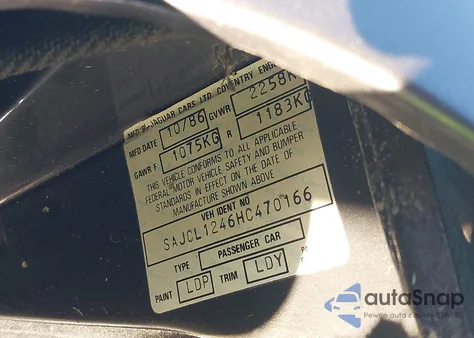 MFD BY JAGUAR CARS LTD. COVENTRY ENG
MFD DATE 10/86 GVWR 2258K
GAWR F 1075KG R 1183KG
THIS VEHICLE CONFORMS TO ALL APPLICABLE
FEDERAL MOTOR VEHICLE SAFETY AND BUMPER
STANDARDS IN EFFECT ON THE DATE OF
MANUFACTURE SHOWN ABOVE
VEH IDENT NO
SAJCL1246HC470166
TYPE PASSENGER CAR
PAINT LDP TRIM LDY
autoSnap